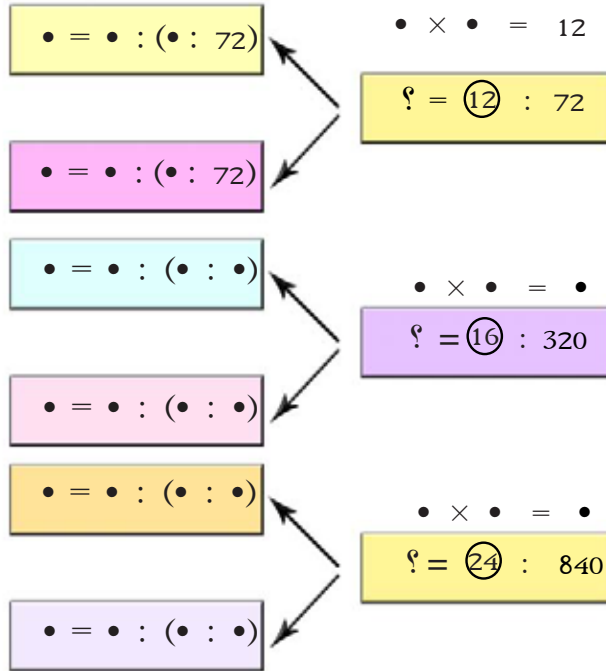 • × • = 12
⸮ = 12 : 72
• = • : (• : 72)
• = • : (• : 72)
• × • = •
⸮ = 16 : 320
• = • : (• : •)
• = • : (• : •)
• × • = •
⸮ = 24 : 840
• = • : (• : •)
• = • : (• : •)